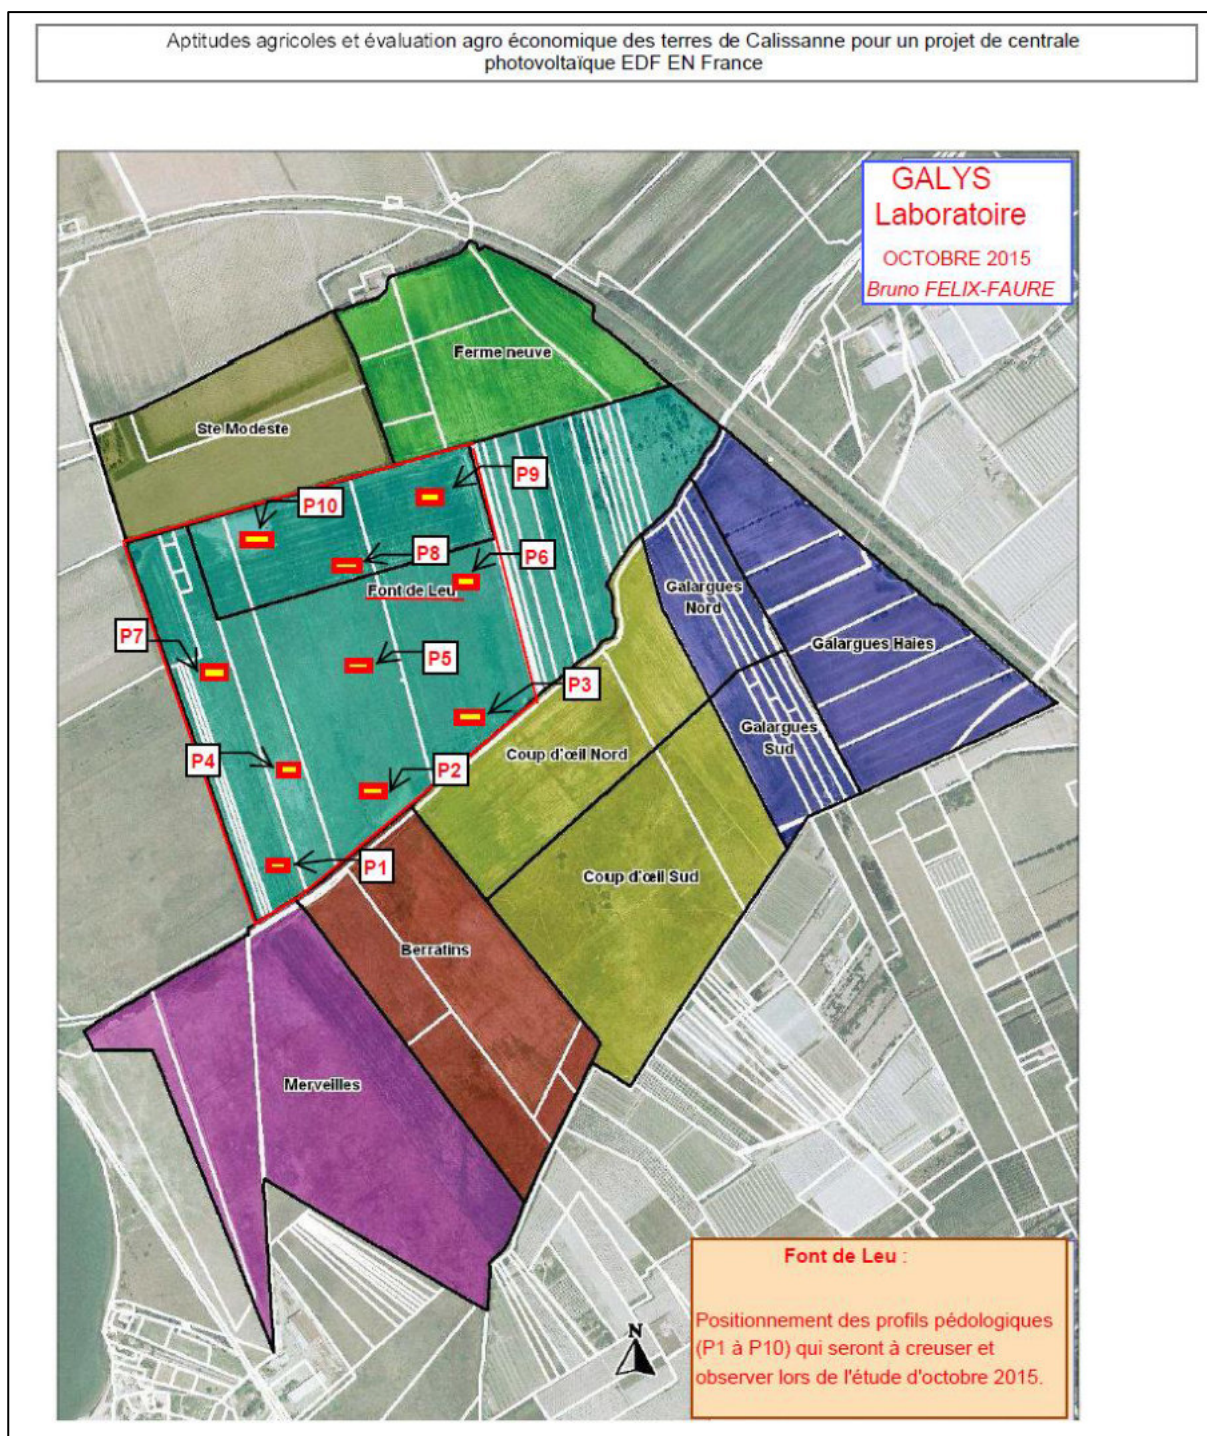 Aptitudes agricoles et évaluation agro économique des terres de Calissanne pour un projet de centrale
photovoltaïque EDF EN France
GALYS
Laboratoire
OCTOBRE 2015
Bruno FELIX-FAURE
Ferme neuve
Ste Modeste
P9
P10
P8
P6
Font de Leu
Galargues
Nord
P7
P5
Galargues Haies
P3
Galargues
Sud
Coup d'œil Nord
P4
P2
P1
Coup d'œil Sud
Berratins
Merveilles
Font de Leu :
Positionnement des profils pédologiques
(P1 à P10) qui seront à creuser et
observer lors de l'étude d'octobre 2015.
N